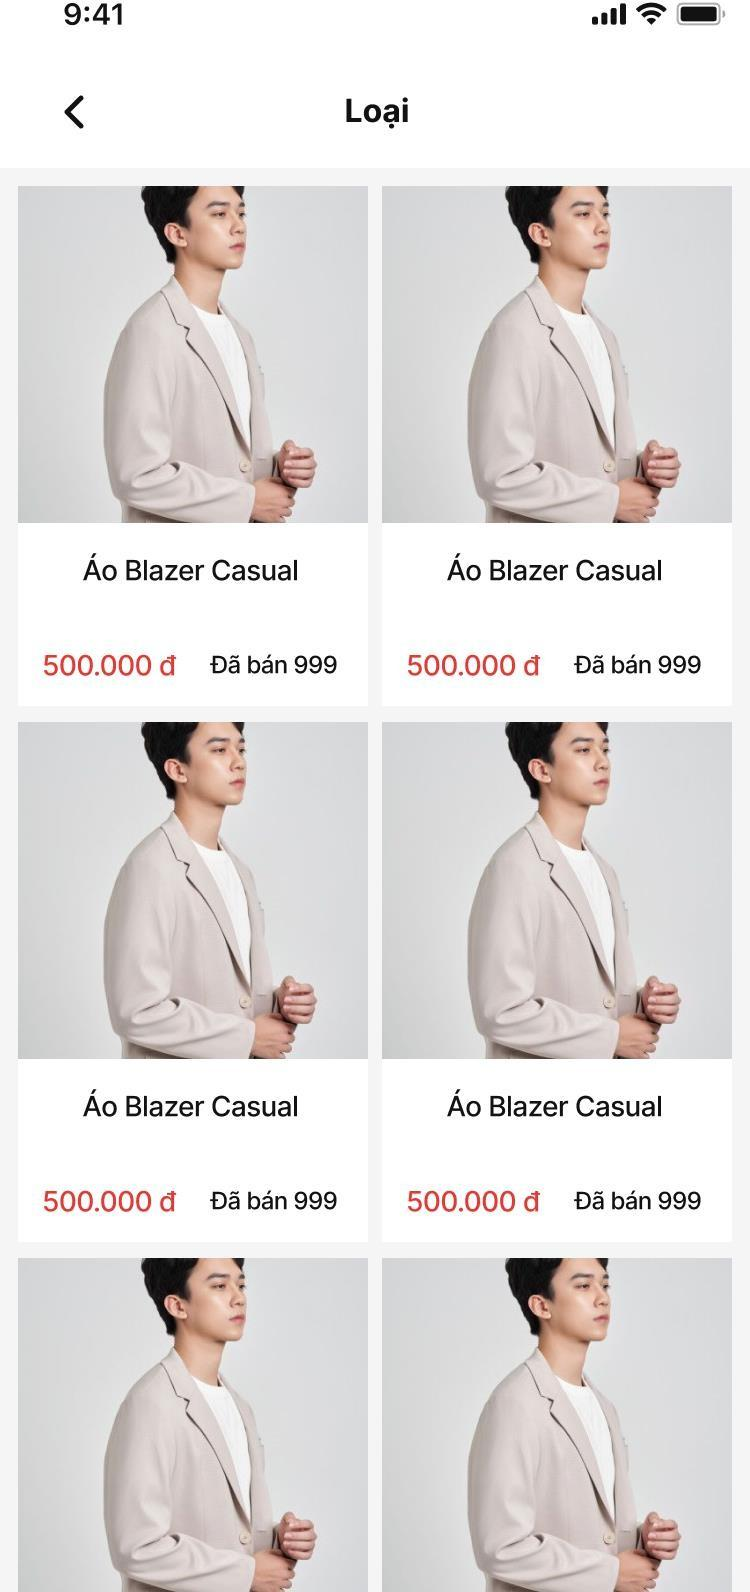 9:41
Loại
Áo Blazer Casual
Áo Blazer Casual
500.000 đ Đã bán 999
500.000 đ Đã bán 999
Áo Blazer Casual
Áo Blazer Casual
500.000 đ Đã bán 999
500.000 đ Đã bán 999